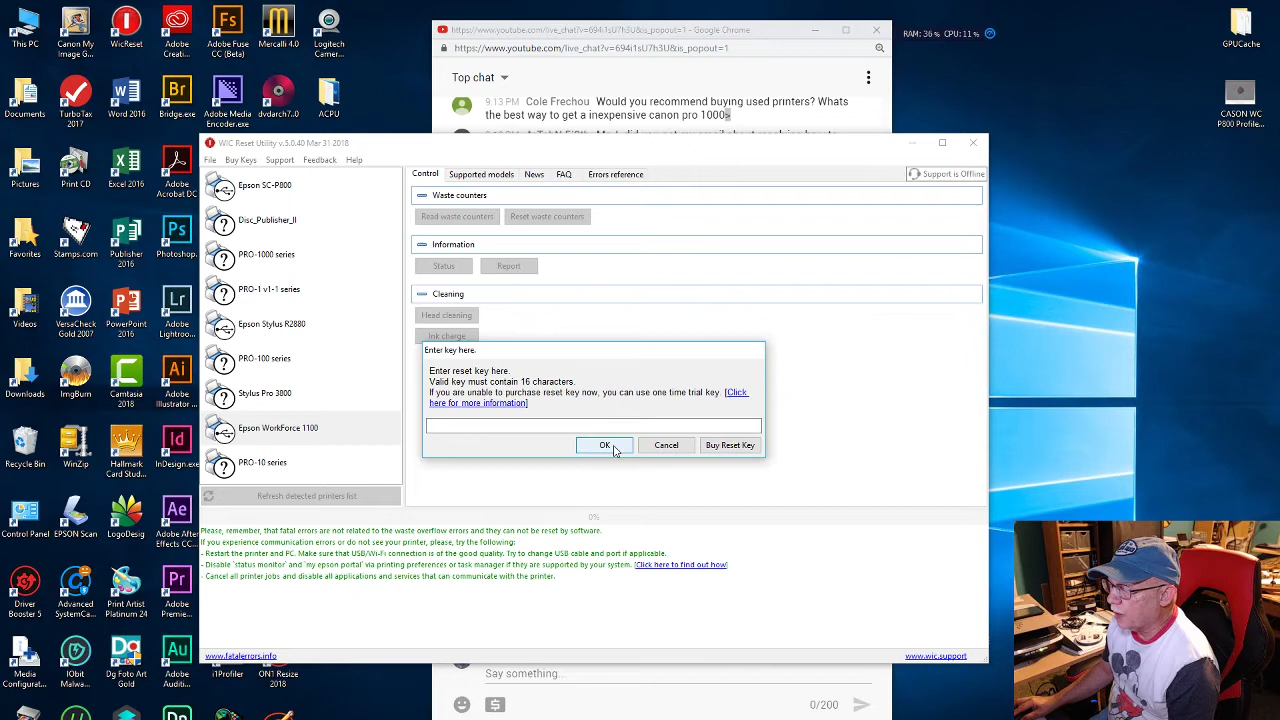 This PC
Canon My Image G...
WicReset
Adobe Creati...
Adobe Fuse CC (Beta)
Mercalli 4.0
Logitech Camer...
Documents
TurboTax 2017
Word 2016
Bridge.exe
Adobe Media Encoder.exe
dvdarch7.0...
ACPU
Pictures
Print CD
Excel 2016
Adobe Acrobat DC
Favorites
Stamps.com
Publisher 2016
Photoshop.
Videos
VersaCheck Gold 2007
PowerPoint 2016
Adobe Lightroo...
Downloads
ImgBurn
Camtasia 2018
Adobe Illustrator ...
Recycle Bin
WinZip
Hallmark Card Stud...
InDesign.exe
Control Panel
EPSON Scan
LogoDesig
Adobe After Effects CC...
Driver Booster 5
Advanced SystemCa...
Print Artist Platinum 24
Adobe Premie...
Media Configurat...
IObit Malwa...
Dg Foto Art Gold
Adobe Auditi...
i1Profiler
ON1 Resize 2018
https://www.youtube.com/live_chat?v=694i1sU7h3U&is_popout=1 - Google Chrome
https://www.youtube.com/live_chat?v=694i1sU7h3U&is_popout=1
Top chat
9:13 PM Cole Frechou Would you recommend buying used printers? Whats
the best way to get a inexpensive canon pro 1000>
RAM: 36 % CPU: 11 %
GPUCache
CASON WC P800 Profile...
WIC Reset Utility v.5.0.40 Mar 31 2018
File Buy Keys Support Feedback Help
Epson SC-P800
Disc_Publisher_II
PRO-1000 series
PRO-1 v1-1 series
Epson Stylus R2880
PRO-100 series
Stylus Pro 3800
Epson WorkForce 1100
PRO-10 series
Refresh detected printers list
Control Supported models News FAQ Errors reference
Support is Offline
Waste counters
Read waste counters Reset waste counters
Information
Status Report
Cleaning
Head cleaning
Ink charge
Enter key here.
Enter reset key here.
Valid key must contain 16 characters.
If you are unable to purchase reset key now, you can use one time trial key. [Click
here for more information]
OK Cancel Buy Reset Key
0%
Please, remember, that fatal errors are not related to the waste overflow errors and they can not be reset by software.
If you experience communication errors or do not see your printer, please, try the following:
- Restart the printer and PC. Make sure that USB/Wi-Fi connection is of the good quality. Try to change USB cable and port if applicable.
- Disable `status monitor` and `my epson portal` via printing preferences or task manager if they are supported by your system. [Click here to find out how]
- Cancel all printer jobs and disable all applications and services that can communicate with the printer.
www.fatalerrors.info
www.wic.support
Say something...
0/200